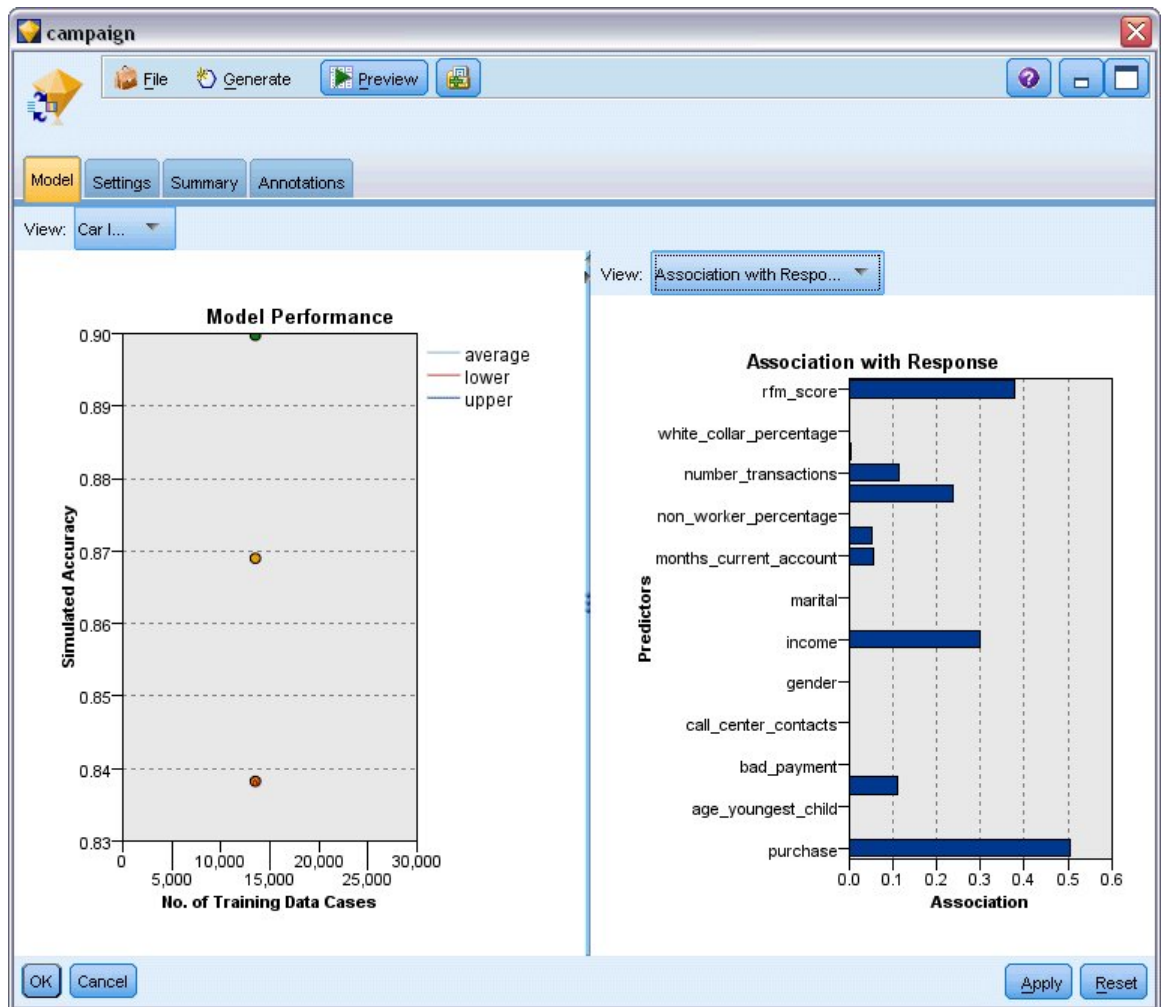 campaign
File Generate Preview
Model Settings Summary Annotations
View: Car l...
Model Performance
0.90
0.89
0.88
0.87
0.86
0.85
0.84
0.83
Simulated Accuracy
0 10,000 20,000 30,000
5,000 15,000 25,000
No. of Training Data Cases
average
lower
upper
View: Association with Respo...
Association with Response
rfm_score
white_collar_percentage
number_transactions
non_worker_percentage
months_current_account
marital
income
gender
call_center_contacts
bad_payment
age_youngest_child
purchase
Predictors
0.0 0.1 0.2 0.3 0.4 0.5 0.6
Association
OK Cancel Apply Reset